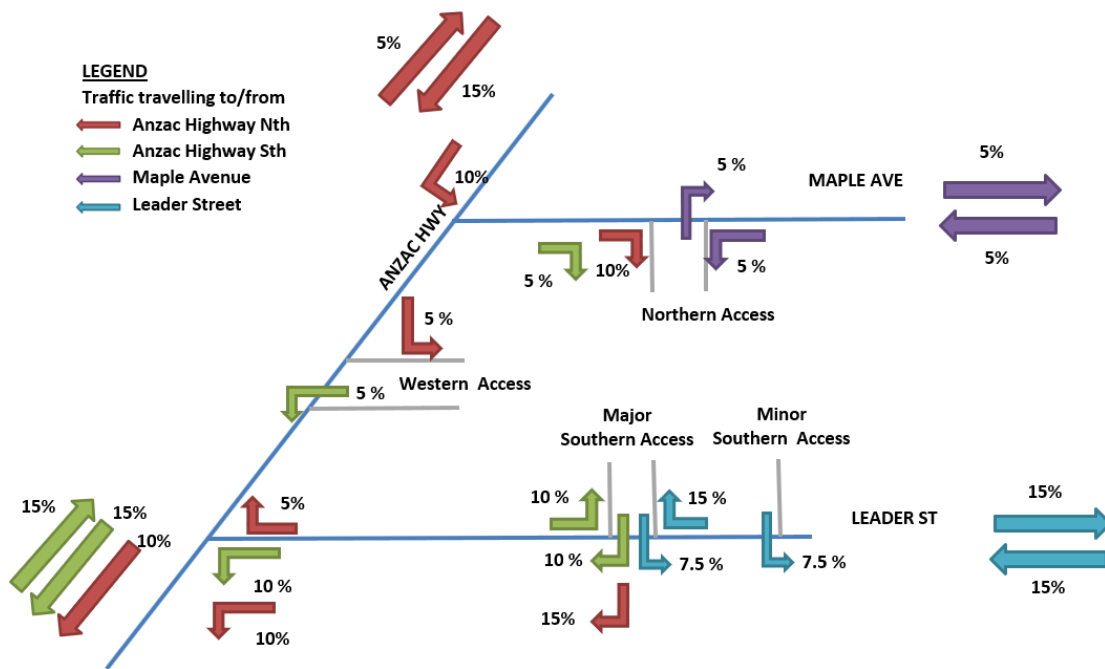 5%
15%
LEGEND
Traffic travelling to/from
Anzac Highway Nth
Anzac Highway Sth
Maple Avenue
Leader Street
10%
ANZAC HWY
5 %
MAPLE AVE
5%
5%
5 %
10%
5 %
Northern Access
5 %
Western Access
5 %
Major
Southern Access
Minor
Southern Access
15%
15%
10%
5%
10 %
10%
10 %
15 %
10 %
7.5 %
7.5 %
15%
LEADER ST
15%
15%